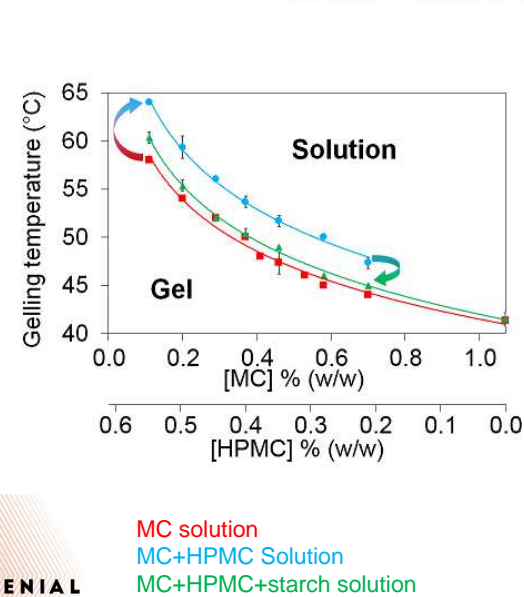 65
60
55
50
45
40
Gelling temperature (°C)
Solution
Gel
0.0 0.2 0.4 0.6 0.8 1.0
[MC] % (w/w)
0.6 0.5 0.4 0.3 0.2 0.1 0.0
[HPMC] % (w/w)
MC solution
MC+HPMC Solution
ENIAL
MC+HPMC+starch solution